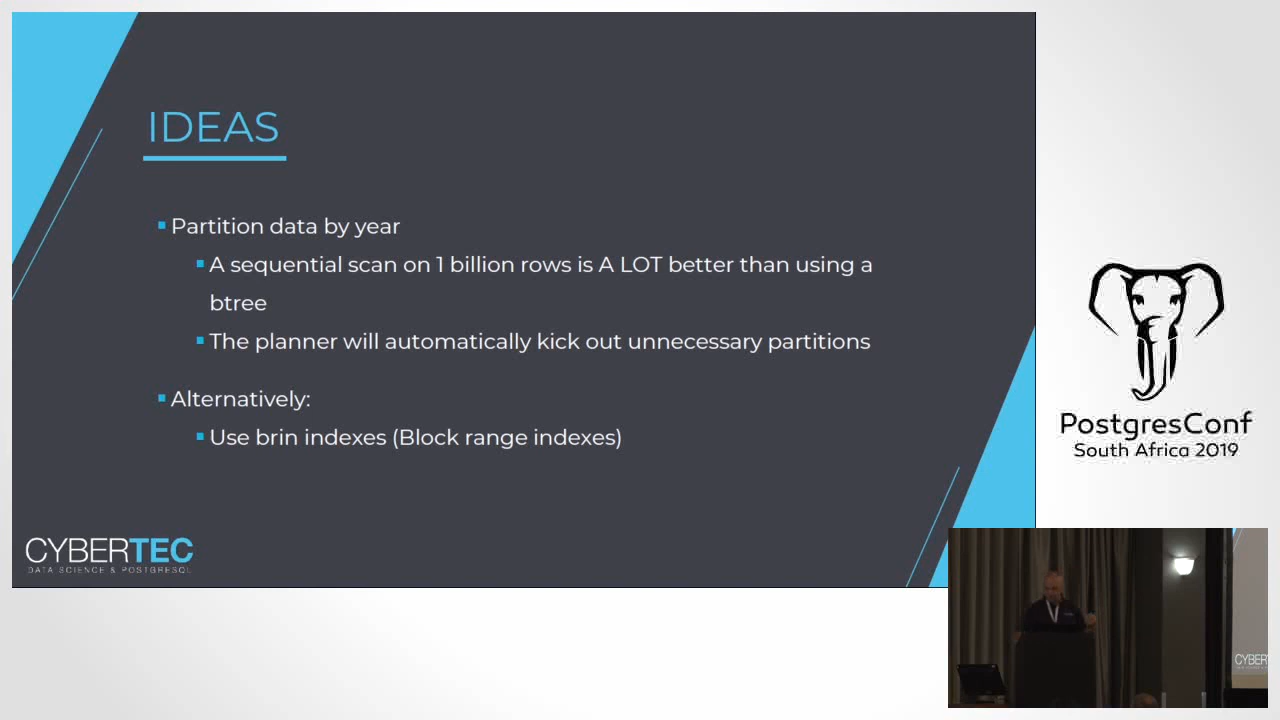 IDEAS
Partition data by year
A sequential scan on 1 billion rows is A LOT better than using a
btree
The planner will automatically kick out unnecessary partitions
Alternatively:
Use brin indexes (Block range indexes)
CYBERTEC
DATA SCIENCE & POSTGRESQL
PostgresConf
South Africa 2019
CYBERT